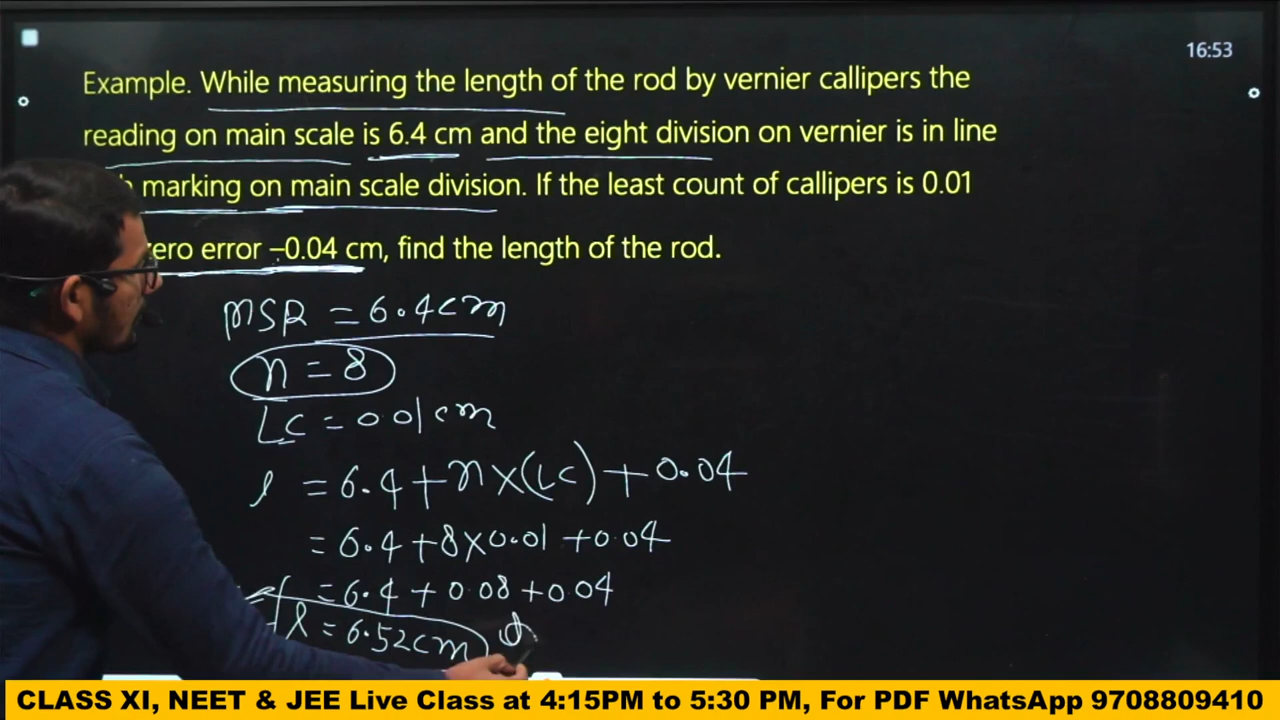 16:53
Example. While measuring the length of the rod by vernier callipers the
reading on main scale is 6.4 cm and the eight division on vernier is in line
marking on main scale division. If the least count of callipers is 0.01
zero error –0.04 cm, find the length of the rod.
MSR = 6.4cm
n = 8
LC = 0.01cm
l = 6.4+n×(LC)+0.04
= 6.4+8×0.01+0.04
= 6.4+0.08+0.04
l = 6.52cm
CLASS XI, NEET & JEE Live Class at 4:15PM to 5:30 PM, For PDF WhatsApp 9708809410